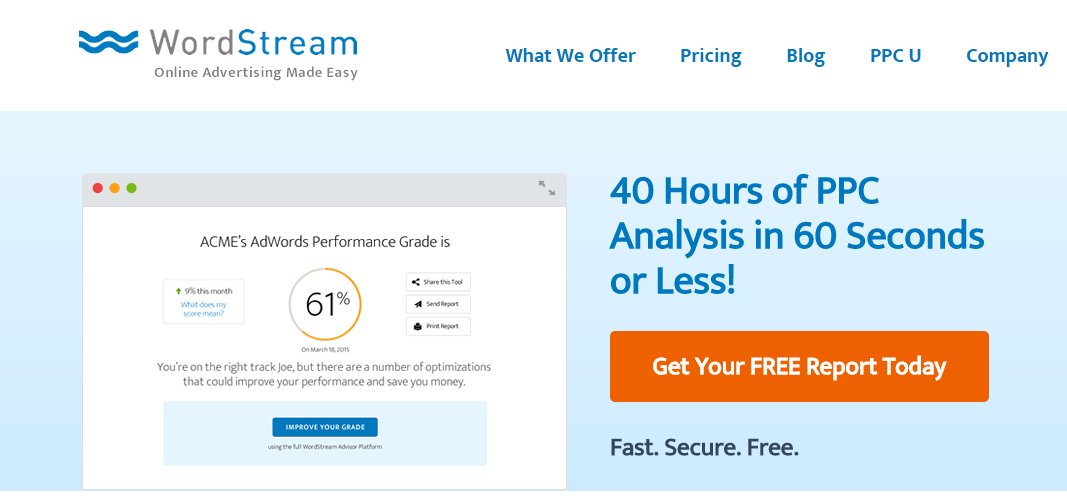 WordStream
Online Advertising Made Easy
What We Offer Pricing Blog PPC U Company
ACME's AdWords Performance Grade is
9% this month
What does my
score mean?
61%
Share this Tool
Send Report
Print Report
On March 18, 2015
You're on the right track Joe, but there are a number of optimizations
that could improve your performance and save you money.
IMPROVE YOUR GRADE
using the full WordStream Advisor Platform
40 Hours of PPC
Analysis in 60 Seconds
or Less!
Get Your FREE Report Today
Fast. Secure. Free.